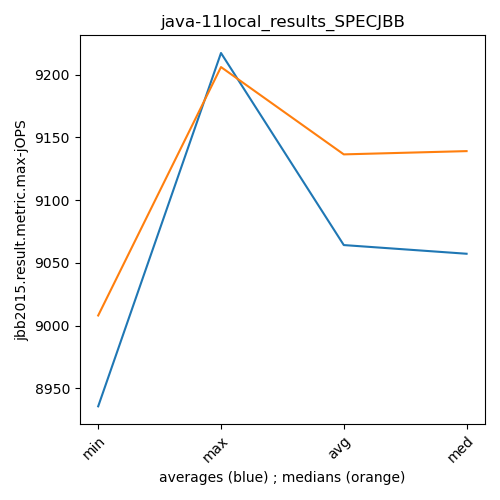 java-11local_results_SPECJBB
jbb2015.result.metric.max-jOPS
9200
9150
9100
9050
9000
8950
min
max
avg
med
averages (blue) ; medians (orange)